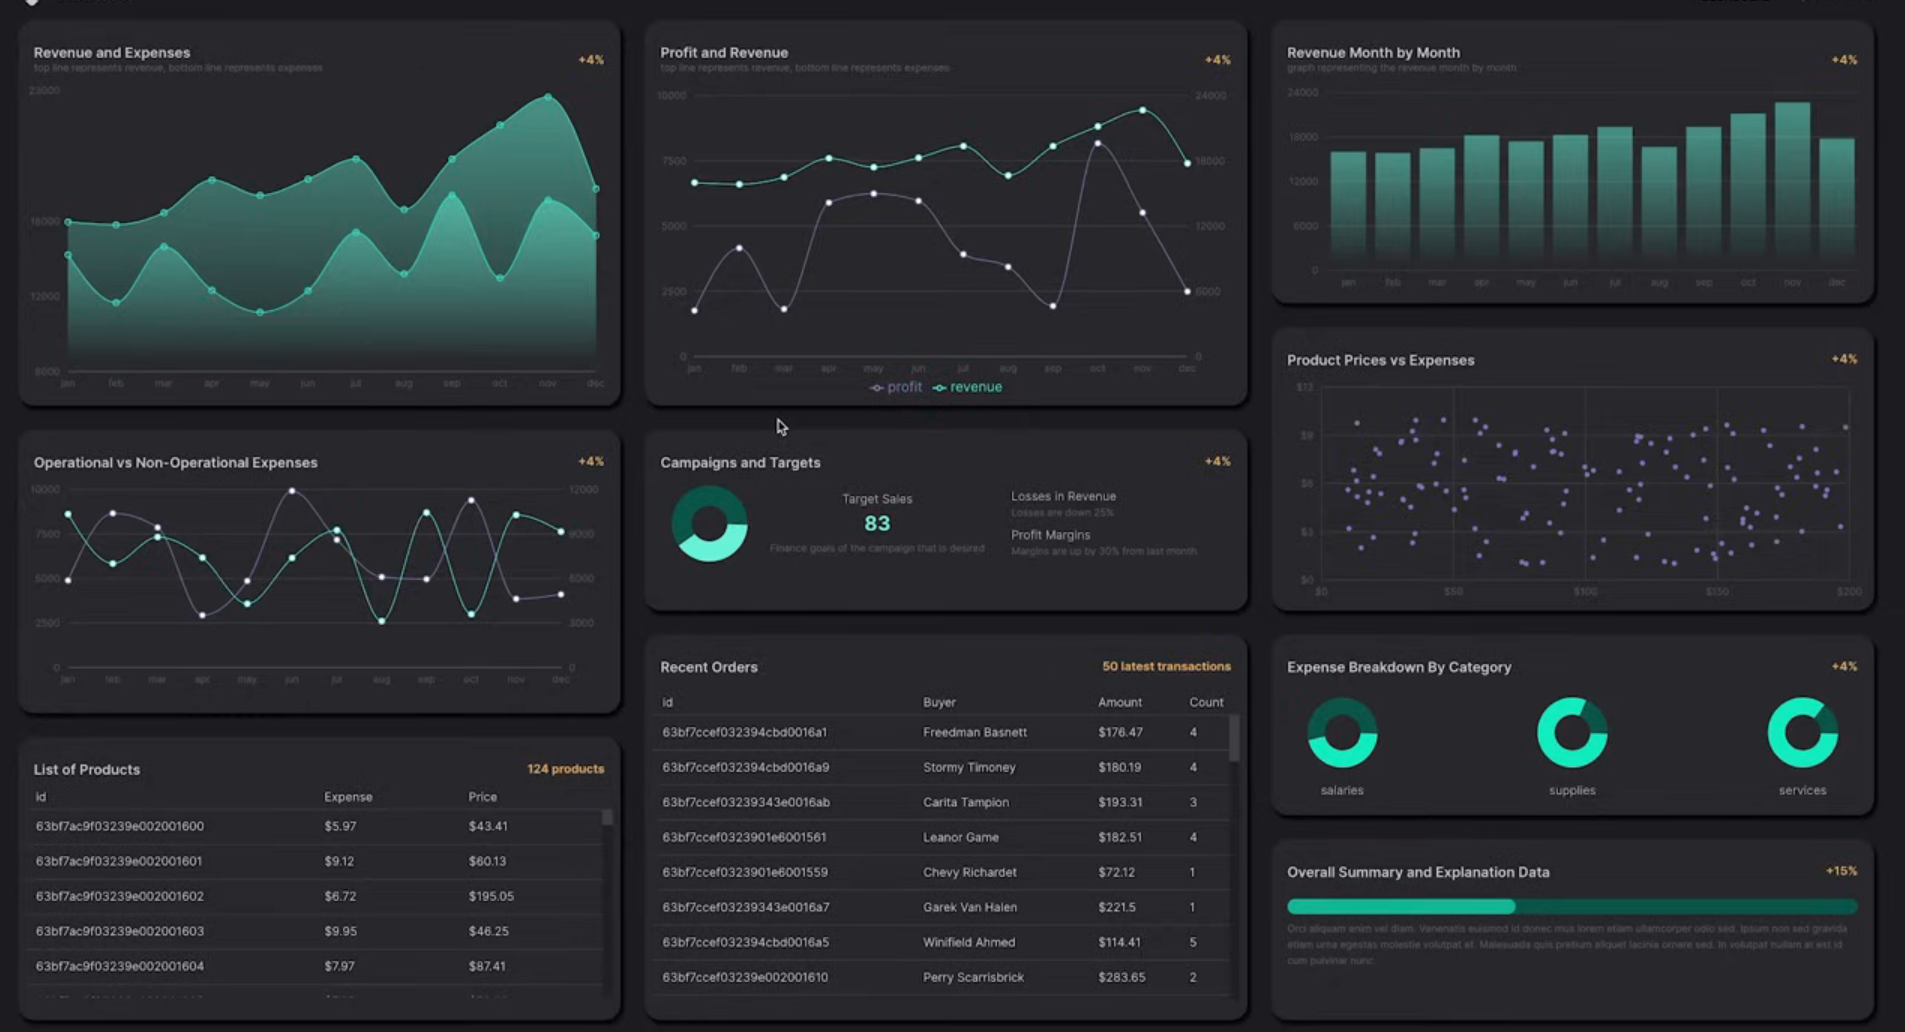 Revenue and Expenses
+4%
top line represents revenue, bottom line represents expenses
23000
16000
12000
8000
jan feb mar apr may jun jul aug sep oct nov dec
Profit and Revenue
+4%
top line represents revenue, bottom line represents expenses
10000 24000
7500 18000
5000 12000
2500 6000
0 0
jan feb mar apr may jun jul aug sep oct nov dec
profit revenue
Revenue Month by Month
+4%
graph representing the revenue month by month
24000
18000
12000
6000
0
jan feb mar apr may jun jul aug sep oct nov dec
Operational vs Non-Operational Expenses
+4%
10000 12000
7500 9000
5000 6000
2500 3000
0 0
jan feb mar apr may jun jul aug sep oct nov dec
Campaigns and Targets
+4%
Target Sales
83
Finance goals of the campaign that is desired
Losses in Revenue
Losses are down 25%
Profit Margins
Margins are up by 30% from last month
Product Prices vs Expenses
+4%
$12
$9
$6
$3
$0
$0 $50 $100 $150 $200
List of Products
124 products
id Expense Price
63bf7ac9f03239e002001600 $5.97 $43.41
63bf7ac9f03239e002001601 $9.12 $60.13
63bf7ac9f03239e002001602 $6.72 $195.05
63bf7ac9f03239e002001603 $9.95 $46.25
63bf7ac9f03239e002001604 $7.97 $87.41
Recent Orders
50 latest transactions
id Buyer Amount Count
63bf7ccef032394cbd0016a1 Freedman Basnett $176.47 4
63bf7ccef032394cbd0016a9 Stormy Timoney $180.19 4
63bf7ccef03239343e0016ab Carita Tampion $193.31 3
63bf7ccef0323901e6001561 Leanor Game $182.51 4
63bf7ccef0323901e6001559 Chevy Richardet $72.12 1
63bf7ccef03239343e0016a7 Garek Van Halen $221.5 1
63bf7ccef032394cbd0016a5 Winifield Ahmed $114.41 5
63bf7ccef03239e002001610 Perry Scarrisbrick $283.65 2
Expense Breakdown By Category
+4%
salaries supplies services
Overall Summary and Explanation Data
+15%
Orci aliquam enim vel diam. Venenatis euismod id donec mus lorem etiam ullamcorper odio sed. Ipsum non sed gravida
etiam urna egestas molestie volutpat et. Malesuada quis pretium aliquet lacinia ornere sed. In volutpat nullam at est id
cum pulvinar nunc.